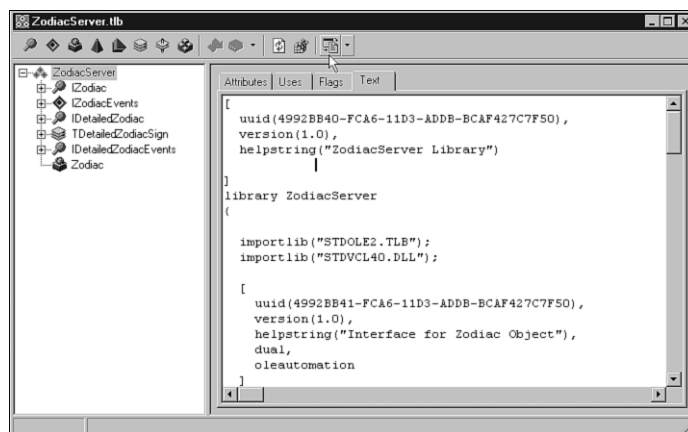 ZodiacServer.tlb
ZodiacServer
IZodiac
IZodiacEvents
IDetailedZodiac
TDetailedZodiacSign
IDetailedZodiacEvents
Zodiac
Attributes Uses Flags Text
[
uuid(4992BB40-FCA6-11D3-ADDB-BCAF427C7F50),
version(1.0),
helpstring("ZodiacServer Library")
]
library ZodiacServer
{
importlib("STDOLE2.TLB");
importlib("STDVCL40.DLL");
[
uuid(4992BB41-FCA6-11D3-ADDB-BCAF427C7F50),
version(1.0),
helpstring("Interface for Zodiac Object"),
dual,
oleautomation
]